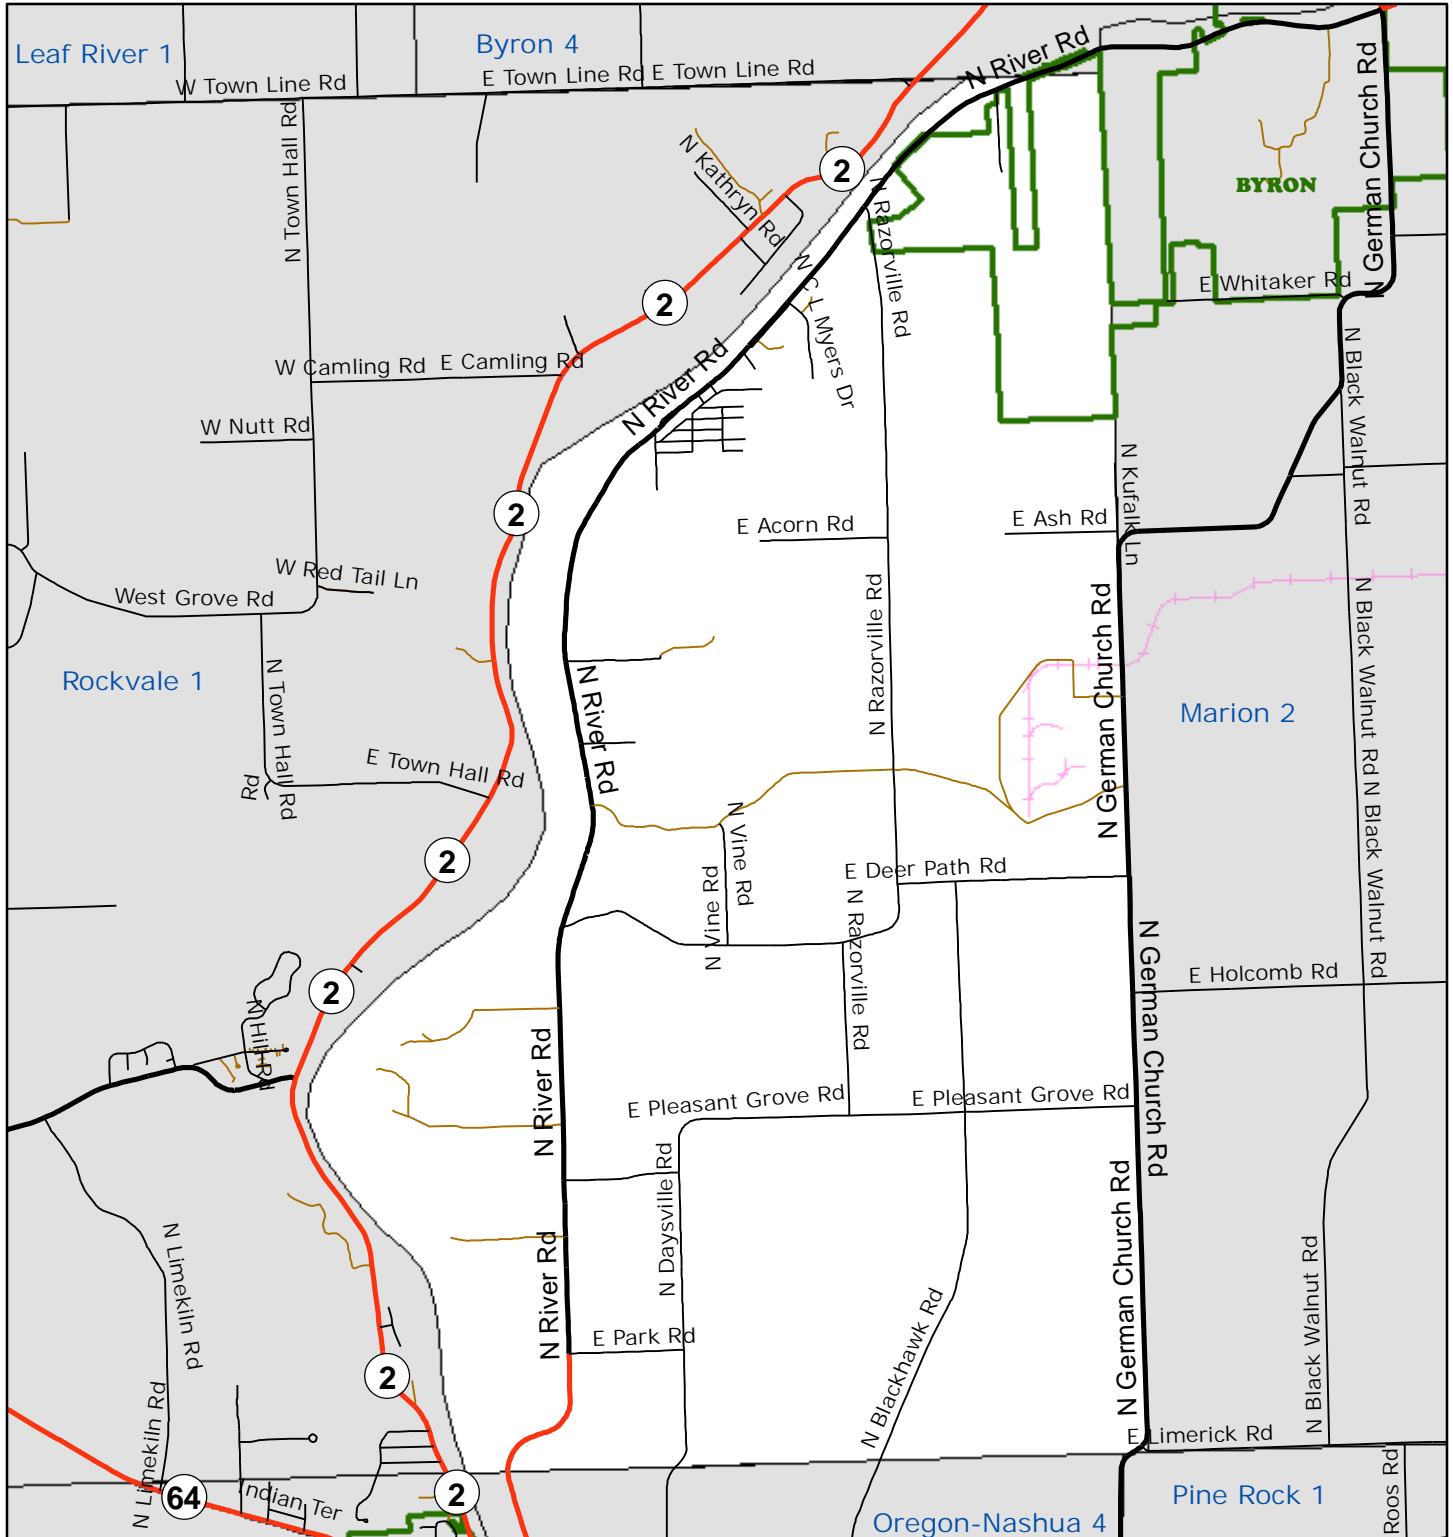 Leaf River 1
Byron 4
W Town Line Rd
E Town Line Rd
E Town Line Rd
N River Rd
N German Church Rd
N Town Hall Rd
N Kathryn Rd
2
BYRON
N Razorville Rd
2
N C L Myers Dr
E Whitaker Rd
W Camling Rd
E Camling Rd
N River Rd
N Black Walnut Rd
W Nutt Rd
N Kufalk Ln
2
E Acorn Rd
E Ash Rd
W Red Tail Ln
West Grove Rd
N Razorville Rd
N German Church Rd
N Black Walnut Rd
Rockvale 1
N Town Hall Rd
N River Rd
Marion 2
E Town Hall Rd
Rd
N Black Walnut Rd
N Vine Rd
2
E Deer Path Rd
N Vine Rd
N Razorville Rd
N German Church Rd
E Holcomb Rd
2
N Hill Rd
N River Rd
E Pleasant Grove Rd
E Pleasant Grove Rd
N Daysville Rd
N German Church Rd
N Limekiln Rd
N River Rd
N Black Walnut Rd
E Park Rd
N Blackhawk Rd
2
N Limekiln Rd
E Limerick Rd
64
Indian Ter
2
Roos Rd
Pine Rock 1
Oregon-Nashua 4